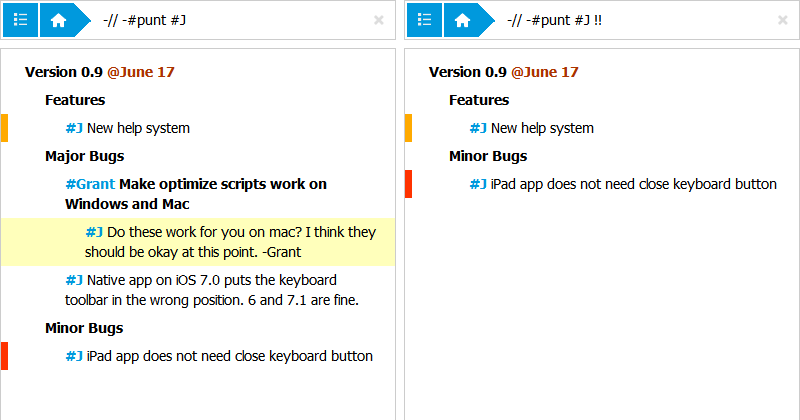 -// -#punt #J
Version 0.9 @June 17
Features
#J New help system
Major Bugs
#Grant Make optimize scripts work on
Windows and Mac
#J Do these work for you on mac? I think they
should be okay at this point. -Grant
#J Native app on iOS 7.0 puts the keyboard
toolbar in the wrong position. 6 and 7.1 are fine.
Minor Bugs
#J iPad app does not need close keyboard button
-// -#punt #J !!
Version 0.9 @June 17
Features
#J New help system
Minor Bugs
#J iPad app does not need close keyboard button